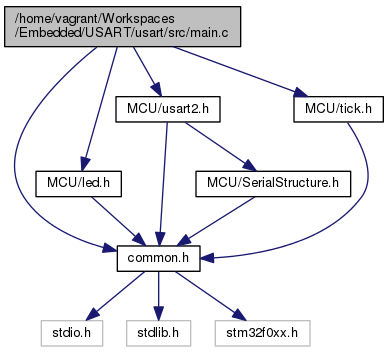 /home/vagrant/Workspaces
/Embedded/USART/usart/src/main.c
MCU/usart2.h
MCU/tick.h
MCU/led.h
MCU/SerialStructure.h
common.h
stdio.h
stdlib.h
stm32f0xx.h